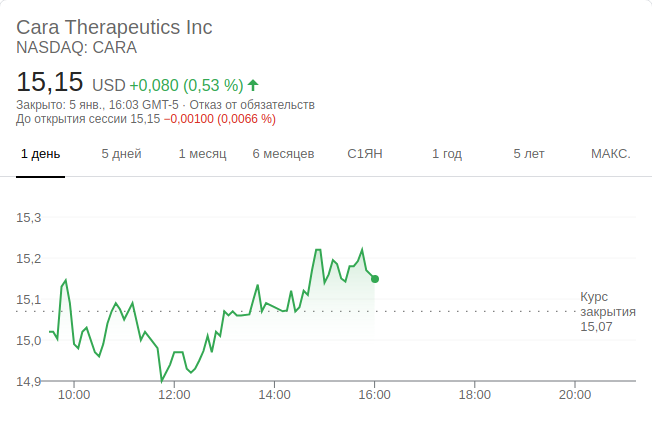 Cara Therapeutics Inc
NASDAQ: CARA
15,15 USD +0,080 (0,53 %)
Закрыто: 5 янв., 16:03 GMT-5 · Отказ от обязательств
До открытия сессии 15,15 −0,00100 (0,0066 %)
1 день 5 дней 1 месяц 6 месяцев С1ЯН 1 год 5 лет МАКС.
15,3
15,2
15,1
15,0
14,9
Курс
закрытия
15,07
10:00 12:00 14:00 16:00 18:00 20:00